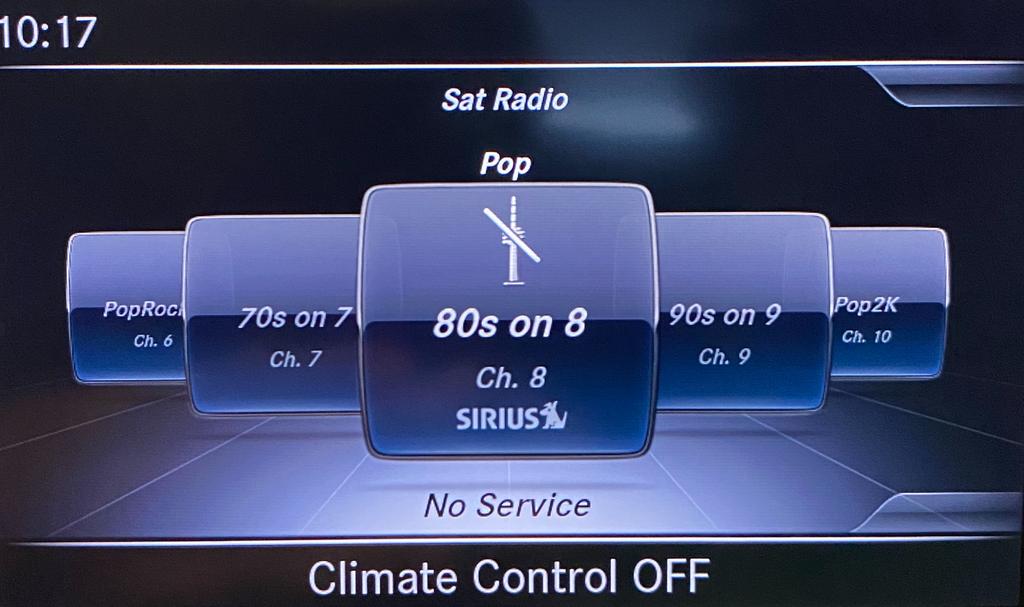 10:17
Sat Radio
Pop
PopRoc
Ch. 6
70s on 7
Ch. 7
80s on 8
Ch. 8
SIRIUS
90s on 9
Ch. 9
Pop2K
Ch. 10
No Service
Climate Control OFF